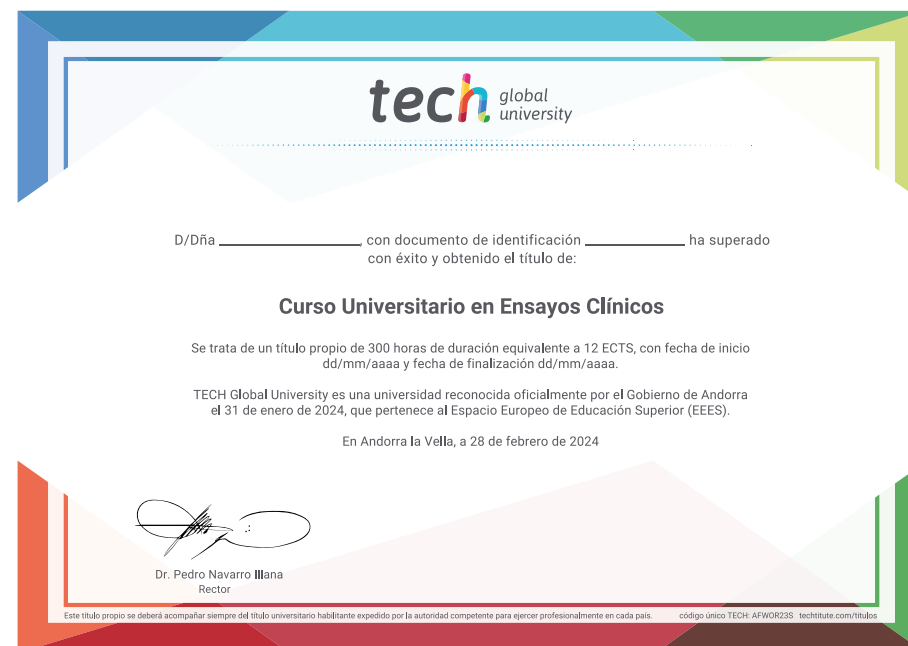 tech global university
D/Dña ______________, con documento de identificación __________ ha superado
con éxito y obtenido el título de:
Curso Universitario en Ensayos Clínicos
Se trata de un título propio de 300 horas de duración equivalente a 12 ECTS, con fecha de inicio
dd/mm/aaaa y fecha de finalización dd/mm/aaaa.
TECH Global University es una universidad reconocida oficialmente por el Gobierno de Andorra
el 31 de enero de 2024, que pertenece al Espacio Europeo de Educación Superior (EEES).
En Andorra la Vella, a 28 de febrero de 2024
Dr. Pedro Navarro Illana
Rector
Este título propio se deberá acompañar siempre del título universitario habilitante expedido por la autoridad competente para ejercer profesionalmente en cada país. código único TECH: AFWOR23S techtitute.com/titulos